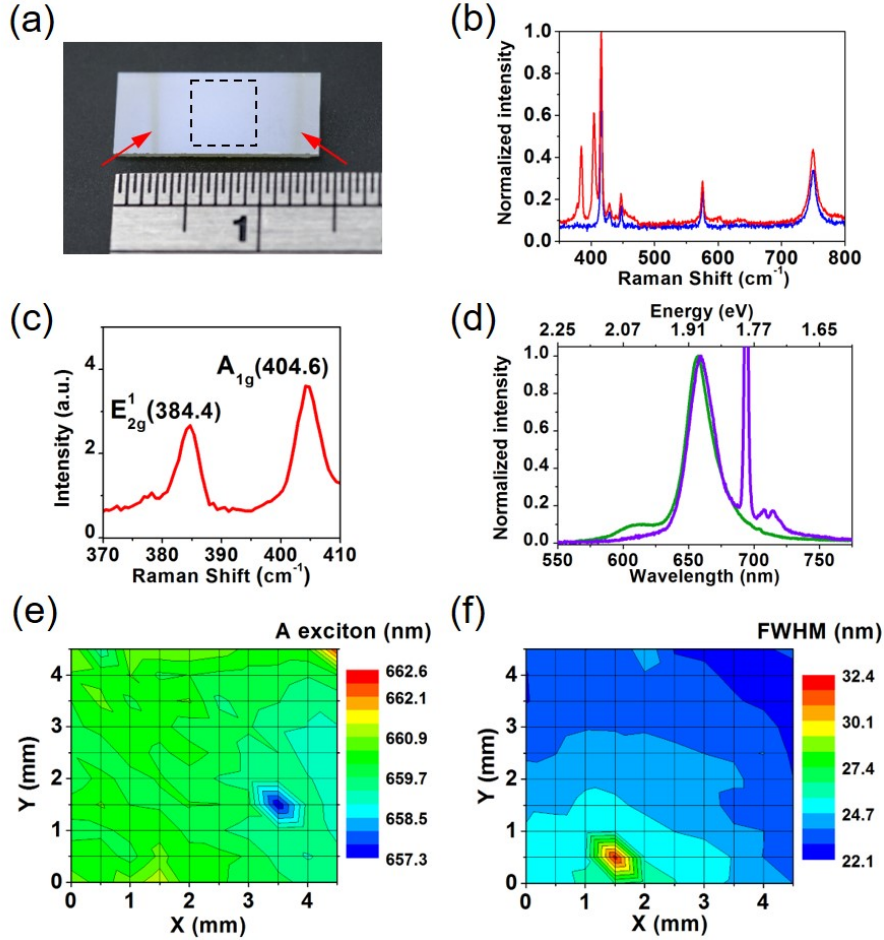 (a)
1
(b)
Normalized intensity
1.0
0.8
0.6
0.4
0.2
0.0
400 500 600 700 800
Raman Shift (cm⁻¹)
(c)
Intensity (a.u.)
4
2
0
E¹2g(384.4)
A1g(404.6)
370 380 390 400 410
Raman Shift (cm⁻¹)
(d)
Energy (eV)
2.25 2.07 1.91 1.77 1.65
Normalized intensity
1.0
0.8
0.6
0.4
0.2
0.0
550 600 650 700 750
Wavelength (nm)
(e)
A exciton (nm)
Y (mm)
4
3
2
1
0
0 1 2 3 4
X (mm)
662.6
662.1
660.9
659.7
658.5
657.3
(f)
FWHM (nm)
Y (mm)
4
3
2
1
0
0 1 2 3 4
X (mm)
32.4
30.1
27.4
24.7
22.1